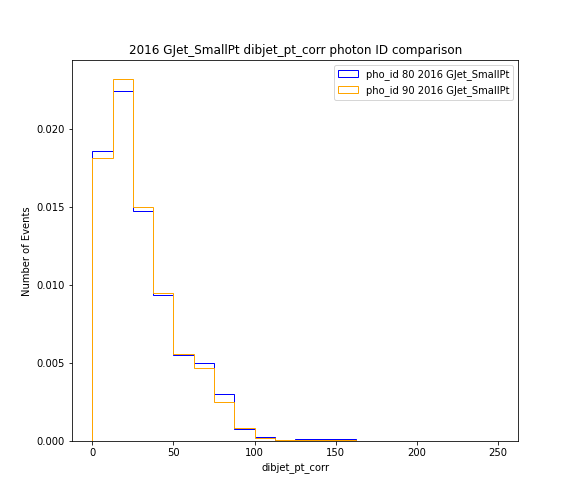 2016 GJet_SmallPt dibjet_pt_corr photon ID comparison
pho_id 80 2016 GJet_SmallPt
pho_id 90 2016 GJet_SmallPt
Number of Events
0.020
0.015
0.010
0.005
0.000
0 50 100 150 200 250
dibjet_pt_corr